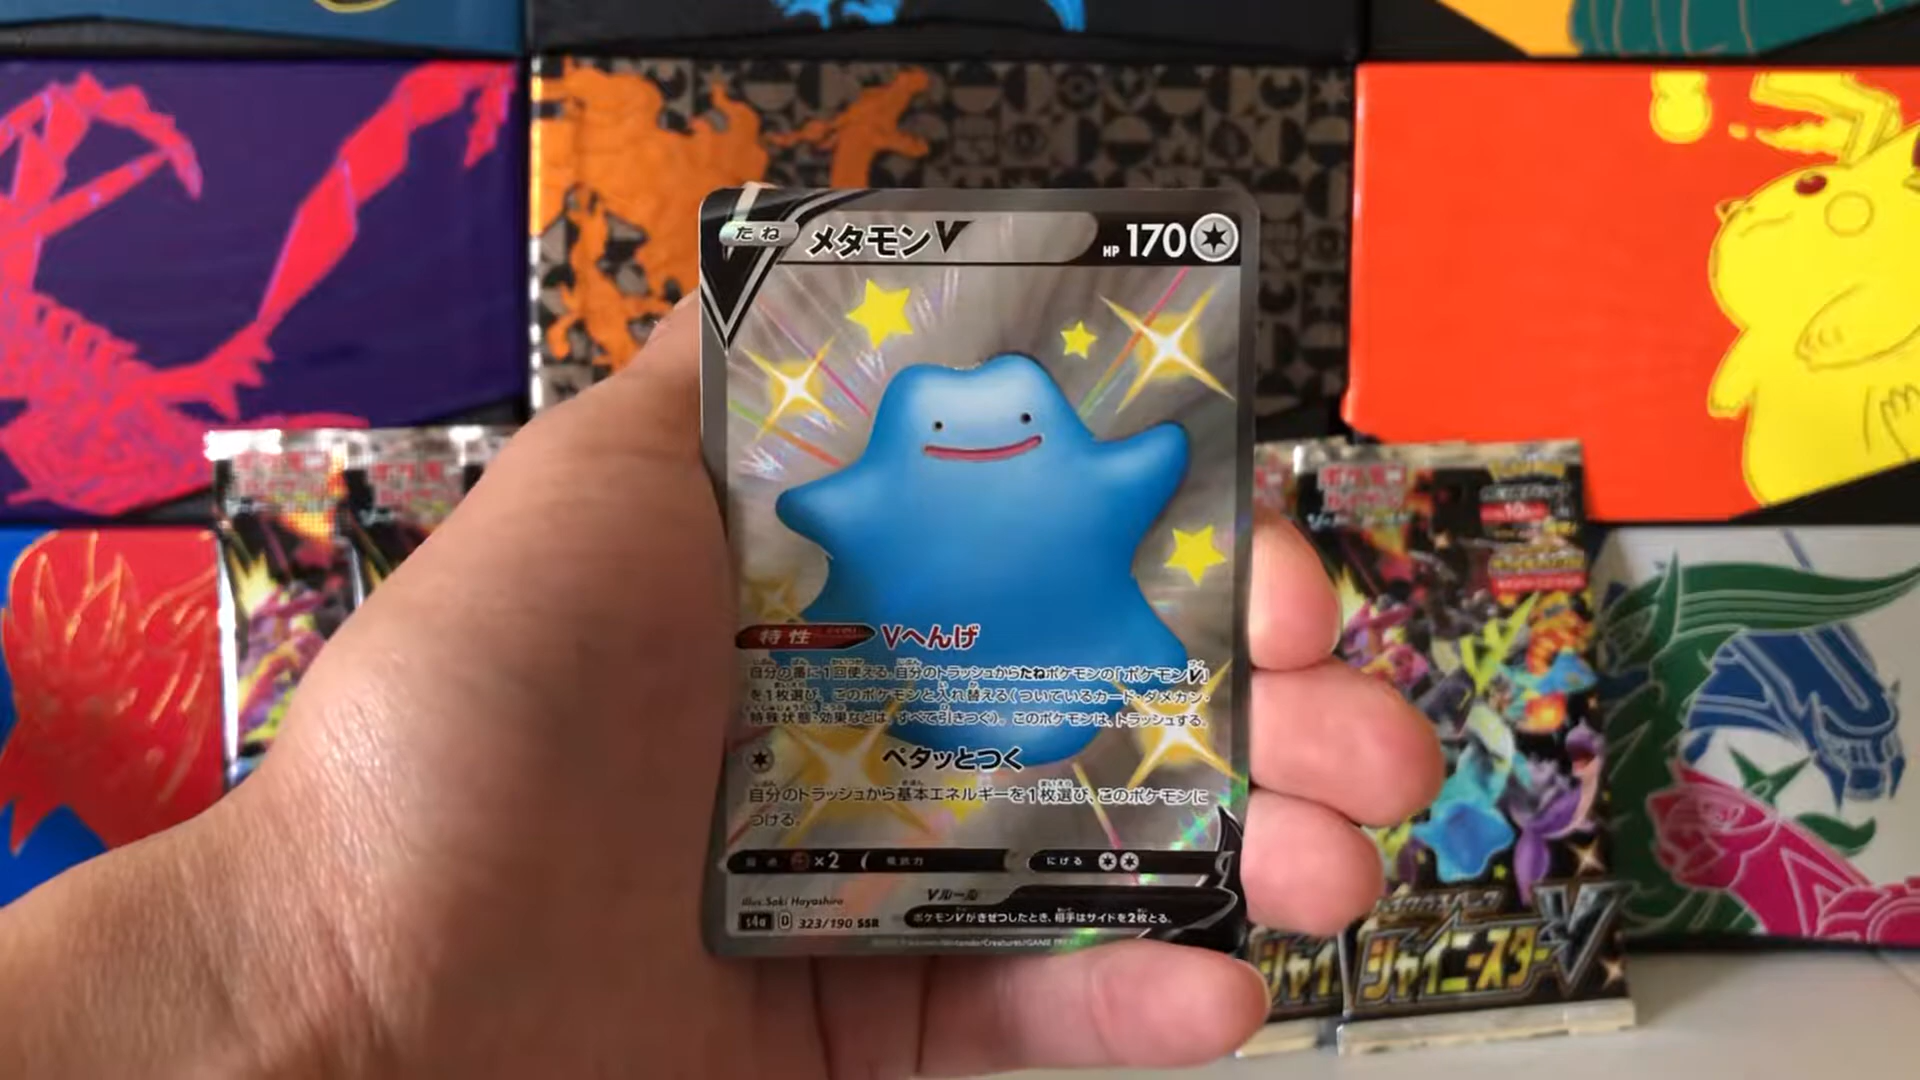 たね
メタモンV
HP 170
特性 Vへんげ
自分の番に1回使える。自分のトラッシュからたねポケモンの「ポケモンV」
を1枚選び、このポケモンと入れ替える(ついているカード・ダメカン・
特殊状態・効果などは、すべて引きつぐ)。このポケモンは、トラッシュする。
ペタッとつく
自分のトラッシュから基本エネルギーを1枚選び、このポケモンに
つける。
弱点 ×2 抵抗力 にげる
illus. Saki Hayashiro
Vルール
s4a D 323/190 SSR ポケモンVがきぜつしたとき、相手はサイドを2枚とる。
シャイ
シャイニースターV